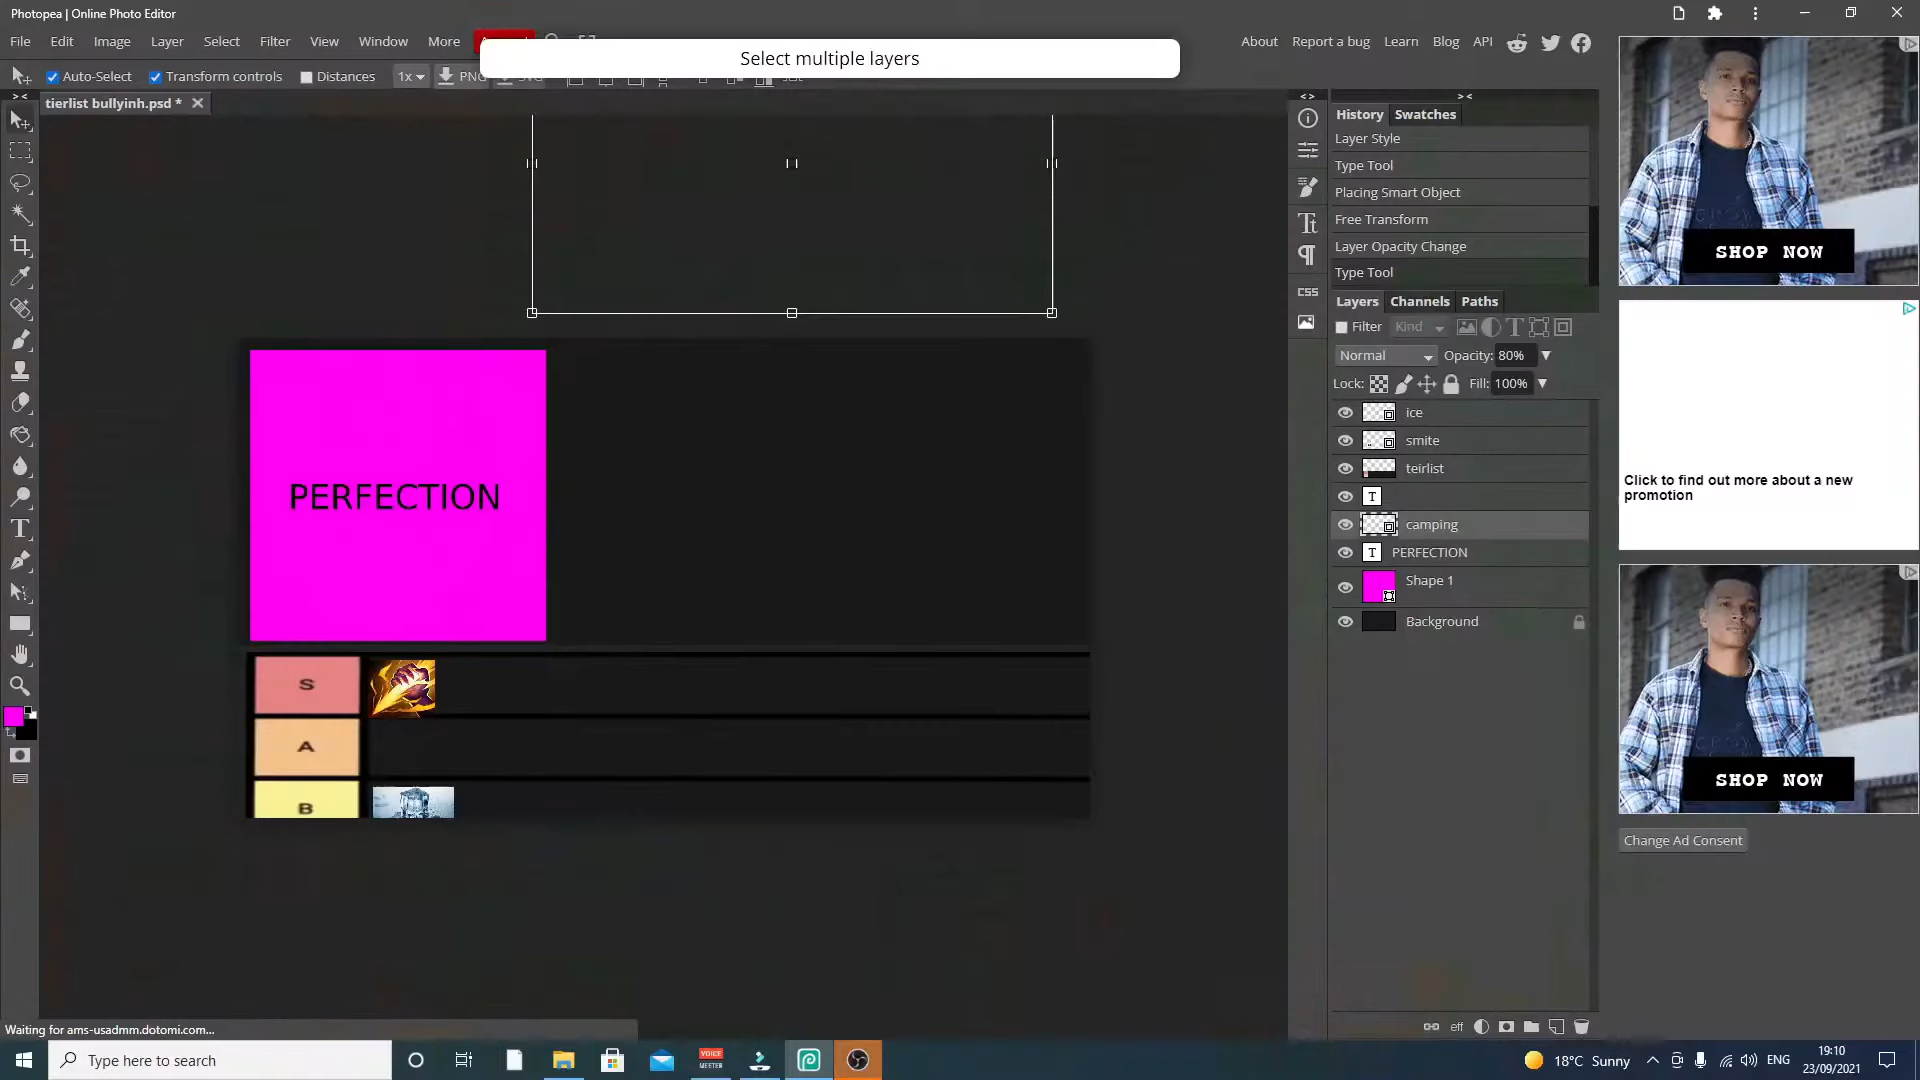 Photopea | Online Photo Editor
File Edit Image Layer Select Filter View Window More
About Report a bug Learn Blog API
Select multiple layers
Auto-Select Transform controls Distances 1x PNG SVG
tierlist bullyinh.psd *
History Swatches
Layer Style
Type Tool
Placing Smart Object
Free Transform
Layer Opacity Change
Type Tool
Layers Channels Paths
Filter Kind
Normal Opacity: 80%
Lock: Fill: 100%
ice
smite
teirlist
camping
PERFECTION
Shape 1
Background
CSS
eff
PERFECTION
S
A
B
SHOP NOW
Click to find out more about a new
promotion
SHOP NOW
Change Ad Consent
Waiting for ams-usadmm.dotomi.com...
Type here to search
VOICE
MEETER
18°C Sunny
ENG
19:10
23/09/2021